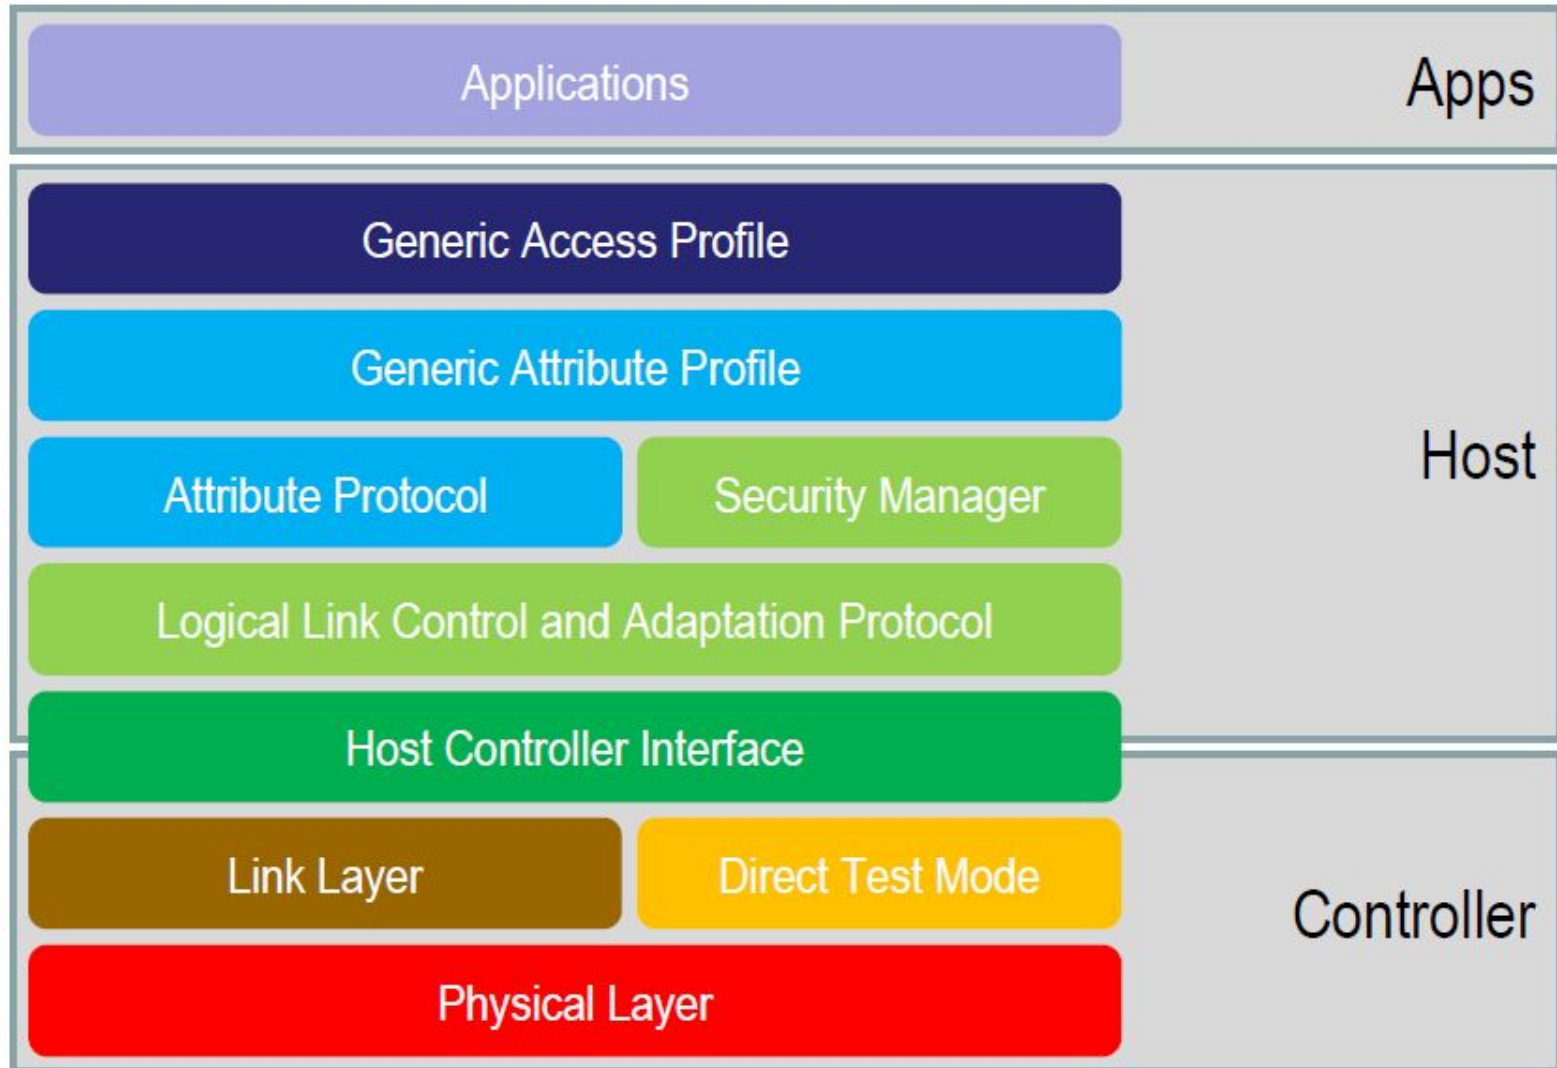 Applications
Apps
Generic Access Profile
Generic Attribute Profile
Host
Attribute Protocol
Security Manager
Logical Link Control and Adaptation Protocol
Host Controller Interface
Link Layer
Direct Test Mode
Controller
Physical Layer